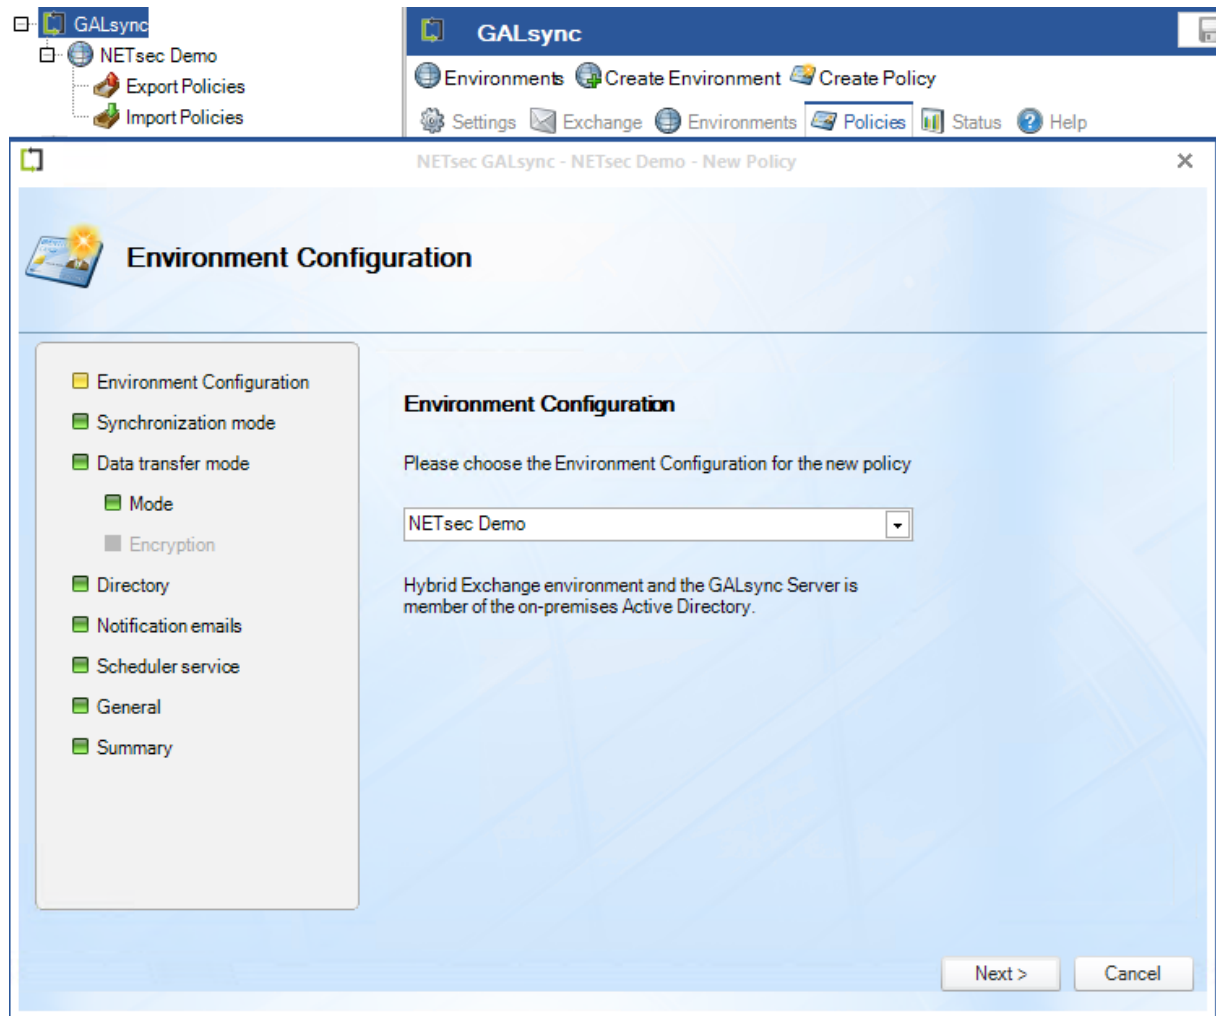 GALsync
NETsec Demo
Export Policies
Import Policies
GALsync
Environments Create Environment Create Policy
Settings Exchange Environments Policies Status Help
NETsec GALsync - NETsec Demo - New Policy
Environment Configuration
Environment Configuration
Synchronization mode
Data transfer mode
Mode
Encryption
Directory
Notification emails
Scheduler service
General
Summary
Environment Configuration
Please choose the Environment Configuration for the new policy
NETsec Demo
Hybrid Exchange environment and the GALsync Server is
member of the on-premises Active Directory.
Next >
Cancel